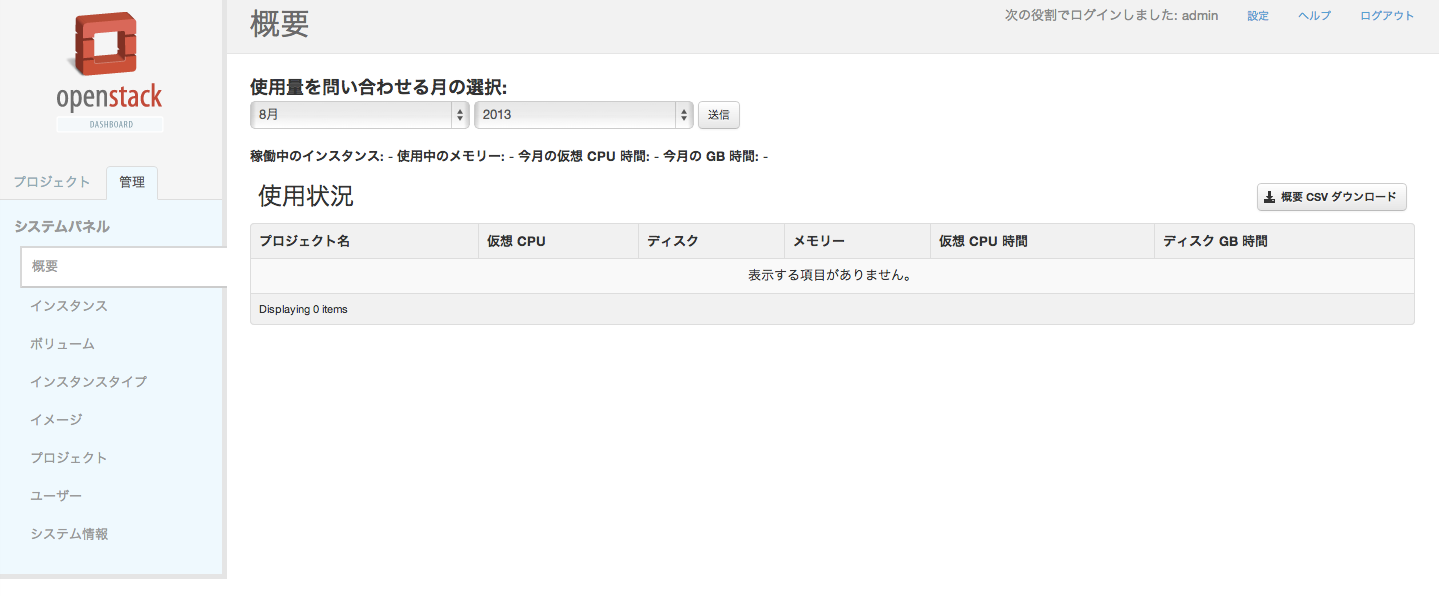 openstack
DASHBOARD
プロジェクト
管理
システムパネル
概要
インスタンス
ボリューム
インスタンスタイプ
イメージ
プロジェクト
ユーザー
システム情報
概要
次の役割でログインしました: admin
設定
ヘルプ
ログアウト
使用量を問い合わせる月の選択:
8月
2013
送信
稼働中のインスタンス: - 使用中のメモリー: - 今月の仮想 CPU 時間: - 今月の GB 時間: -
使用状況
概要 CSV ダウンロード
プロジェクト名 仮想 CPU ディスク メモリー 仮想 CPU 時間 ディスク GB 時間
表示する項目がありません。
Displaying 0 items